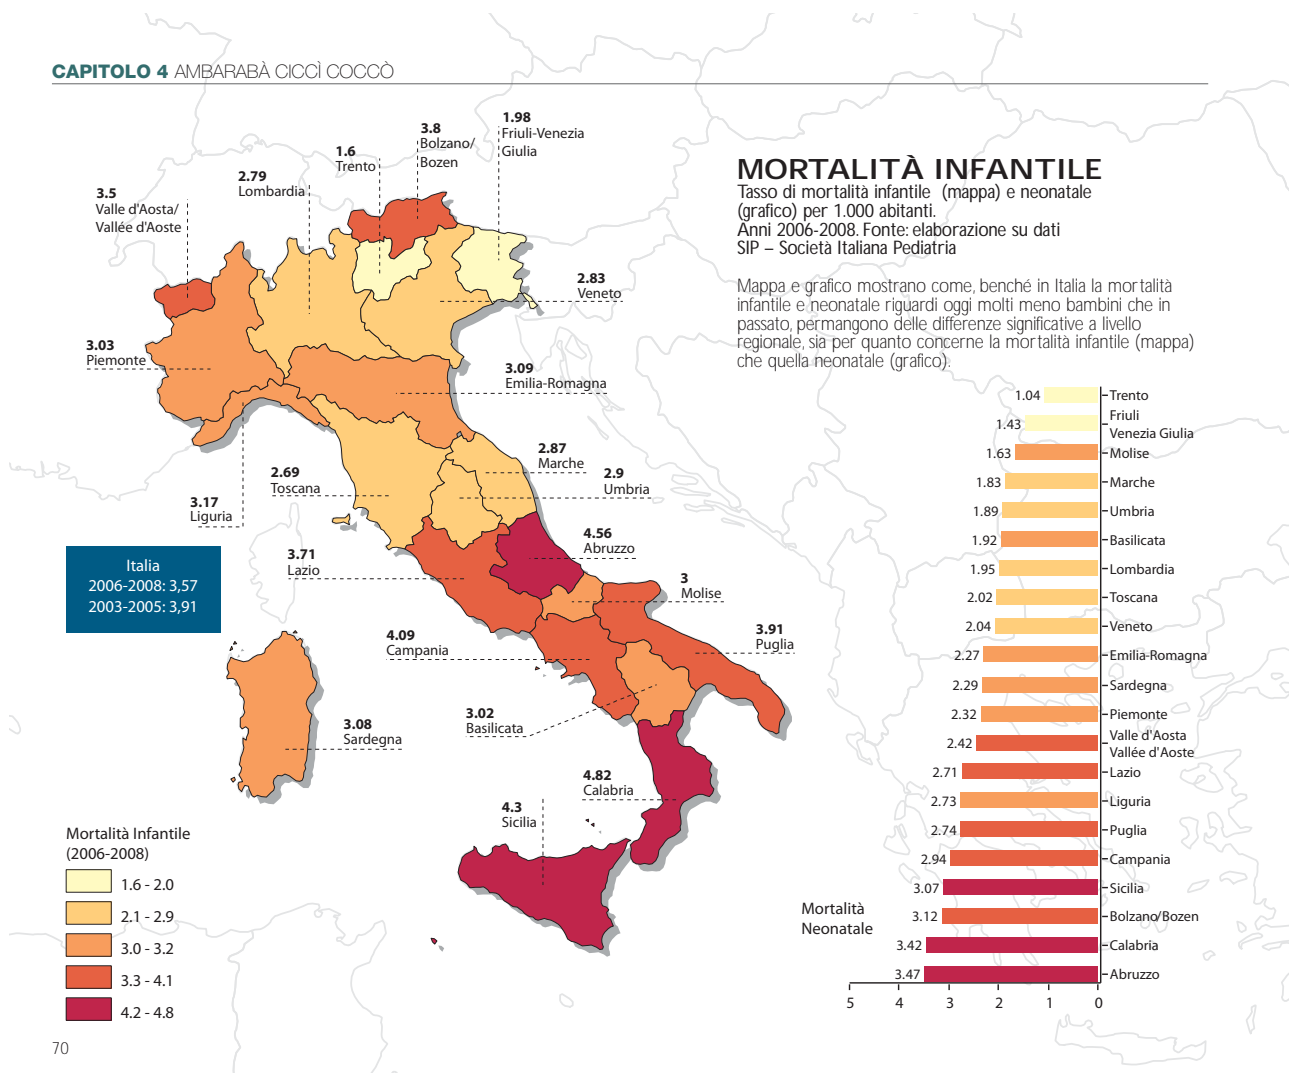 CAPITOLO 4 AMBARABÀ CICCÌ COCCÒ
MORTALITÀ INFANTILE
Tasso di mortalità infantile (mappa) e neonatale
(grafico) per 1.000 abitanti.
Anni 2006-2008. Fonte: elaborazione su dati
SIP – Società Italiana Pediatria
Mappa e grafico mostrano come, benché in Italia la mortalità
infantile e neonatale riguardi oggi molti meno bambini che in
passato, permangono delle differenze significative a livello
regionale, sia per quanto concerne la mortalità infantile (mappa)
che quella neonatale (grafico).
1.98
Friuli-Venezia
Giulia
3.8
Bolzano/
Bozen
1.6
Trento
2.79
Lombardia
3.5
Valle d'Aosta/
Vallée d'Aoste
2.83
Veneto
3.03
Piemonte
3.09
Emilia-Romagna
2.87
Marche
2.9
Umbria
2.69
Toscana
3.17
Liguria
4.56
Abruzzo
3.71
Lazio
3
Molise
3.91
Puglia
4.09
Campania
3.02
Basilicata
3.08
Sardegna
4.82
Calabria
4.3
Sicilia
Italia
2006-2008: 3,57
2003-2005: 3,91
Mortalità Infantile
(2006-2008)
1.6 - 2.0
2.1 - 2.9
3.0 - 3.2
3.3 - 4.1
4.2 - 4.8
1.04 Trento
1.43 Friuli
Venezia Giulia
1.63 Molise
1.83 Marche
1.89 Umbria
1.92 Basilicata
1.95 Lombardia
2.02 Toscana
2.04 Veneto
2.27 Emilia-Romagna
2.29 Sardegna
2.32 Piemonte
2.42 Valle d'Aosta
Vallée d'Aoste
2.71 Lazio
2.73 Liguria
2.74 Puglia
2.94 Campania
3.07 Sicilia
3.12 Bolzano/Bozen
3.42 Calabria
3.47 Abruzzo
Mortalità
Neonatale
5 4 3 2 1 0
70